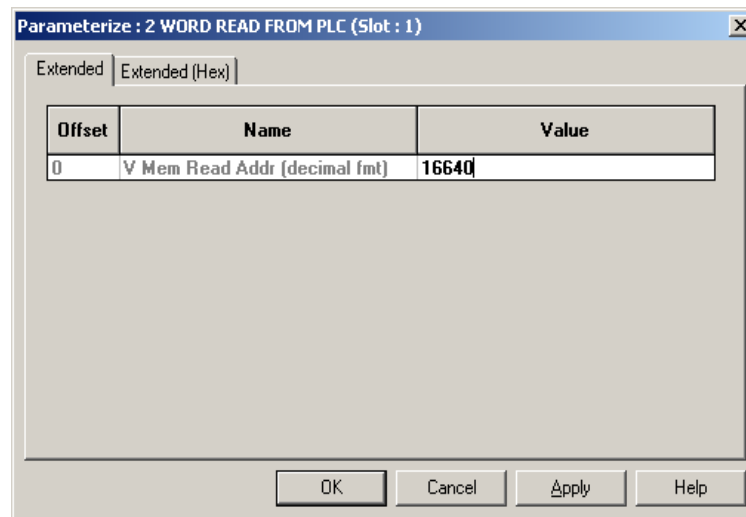 Parameterize : 2 WORD READ FROM PLC (Slot : 1)
Extended Extended (Hex)
Offset Name Value
0 V Mem Read Addr (decimal fmt) 16640
OK Cancel Apply Help